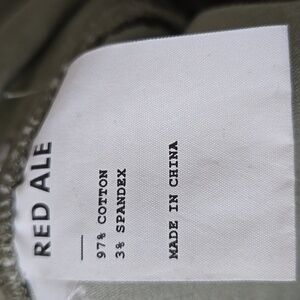 RED ALE
97% COTTON
3% SPANDEX
MADE IN CHINA